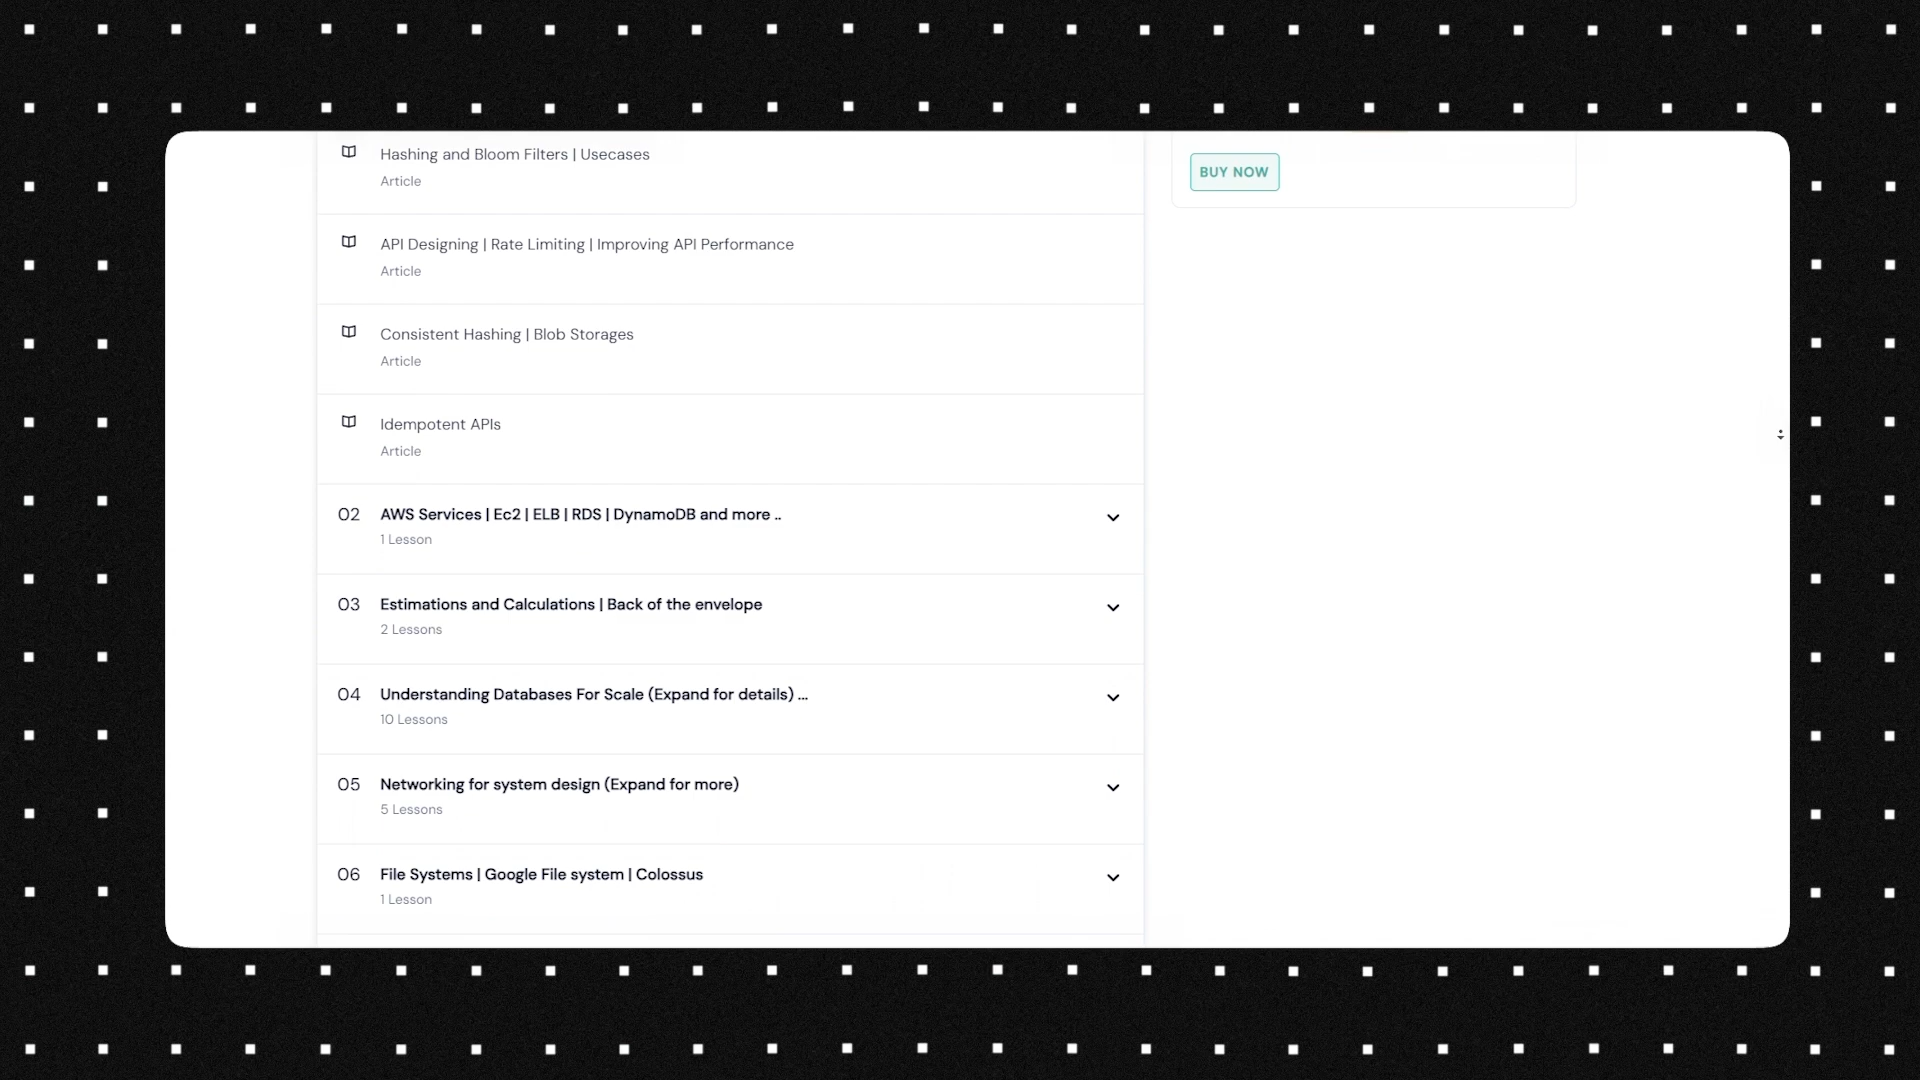 Hashing and Bloom Filters | Usecases
Article
BUY NOW
API Designing | Rate Limiting | Improving API Performance
Article
Consistent Hashing | Blob Storages
Article
Idempotent APIs
Article
02 AWS Services | Ec2 | ELB | RDS | DynamoDB and more ..
1 Lesson
03 Estimations and Calculations | Back of the envelope
2 Lessons
04 Understanding Databases For Scale (Expand for details) ...
10 Lessons
05 Networking for system design (Expand for more)
5 Lessons
06 File Systems | Google File system | Colossus
1 Lesson